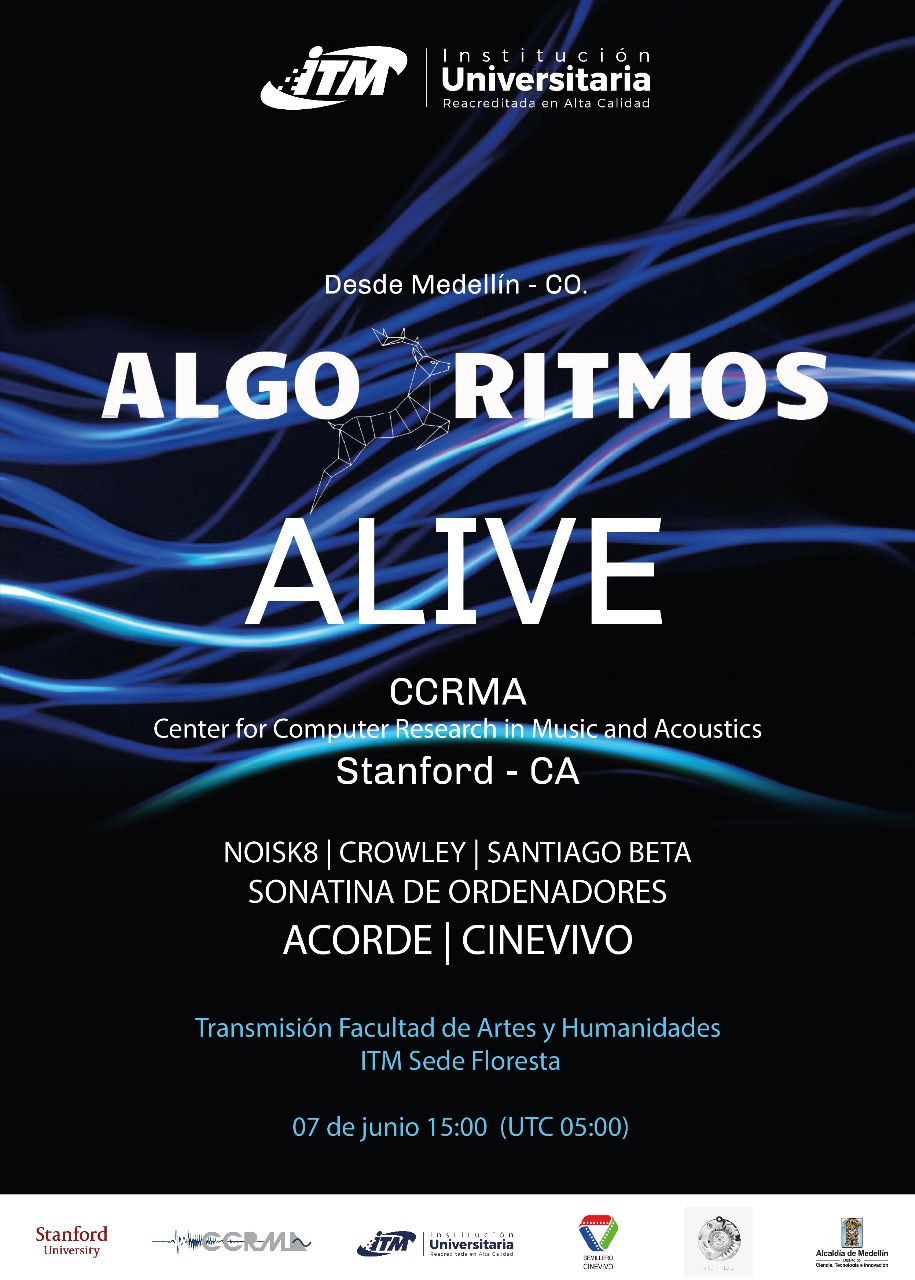 iTM
Institución
Universitaria
Reacreditada en Alta Calidad
Desde Medellín - CO.
ALGO RITMOS
ALIVE
CCRMA
Center for Computer Research in Music and Acoustics
Stanford - CA
NOISK8 | CROWLEY | SANTIAGO BETA
SONATINA DE ORDENADORES
ACORDE | CINEVIVO
Transmisión Facultad de Artes y Humanidades
ITM Sede Floresta
07 de junio 15:00 (UTC 05:00)
Stanford
University
CCRMA
iTM
Institución
Universitaria
Reacreditada en Alta Calidad
SEMILLERO
CINEVIVO
Alcaldía de Medellín
Ciencia, Tecnología e Innovación